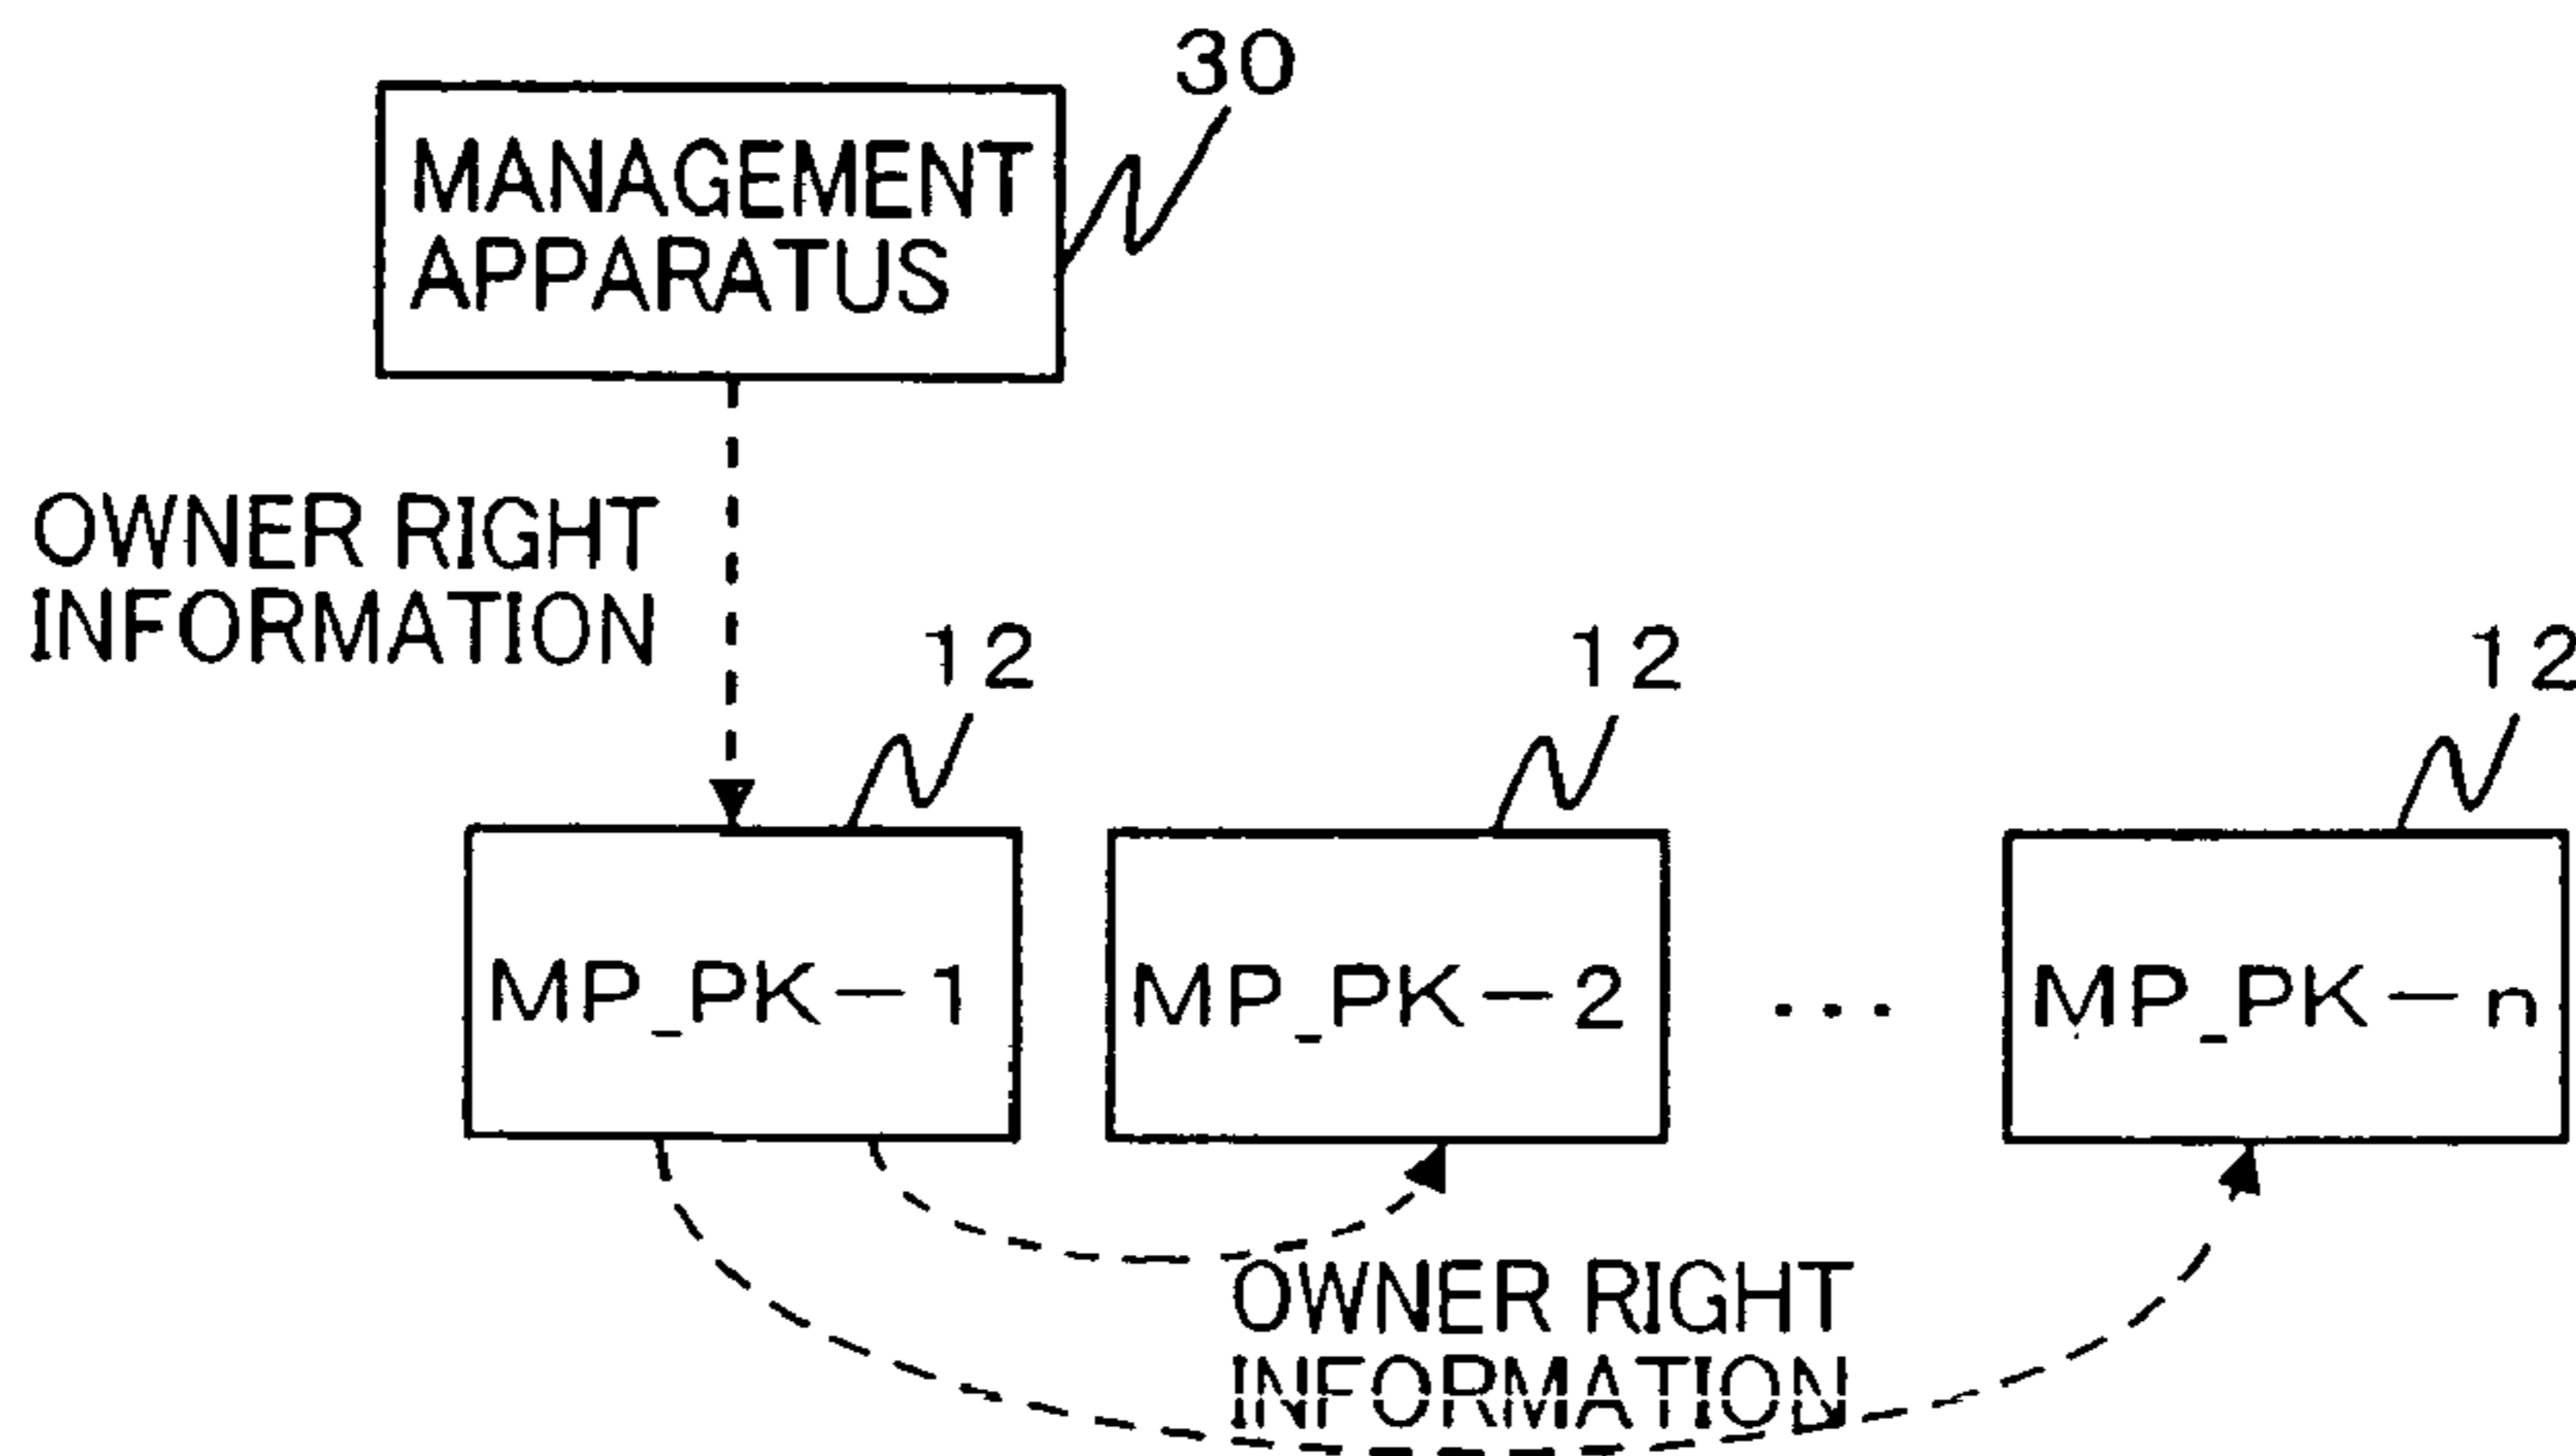 30
MANAGEMENT
APPARATUS
OWNER RIGHT
INFORMATION
12
12
12
MP_PK-1
MP_PK-2
...
MP_PK-n
OWNER RIGHT
INFORMATION